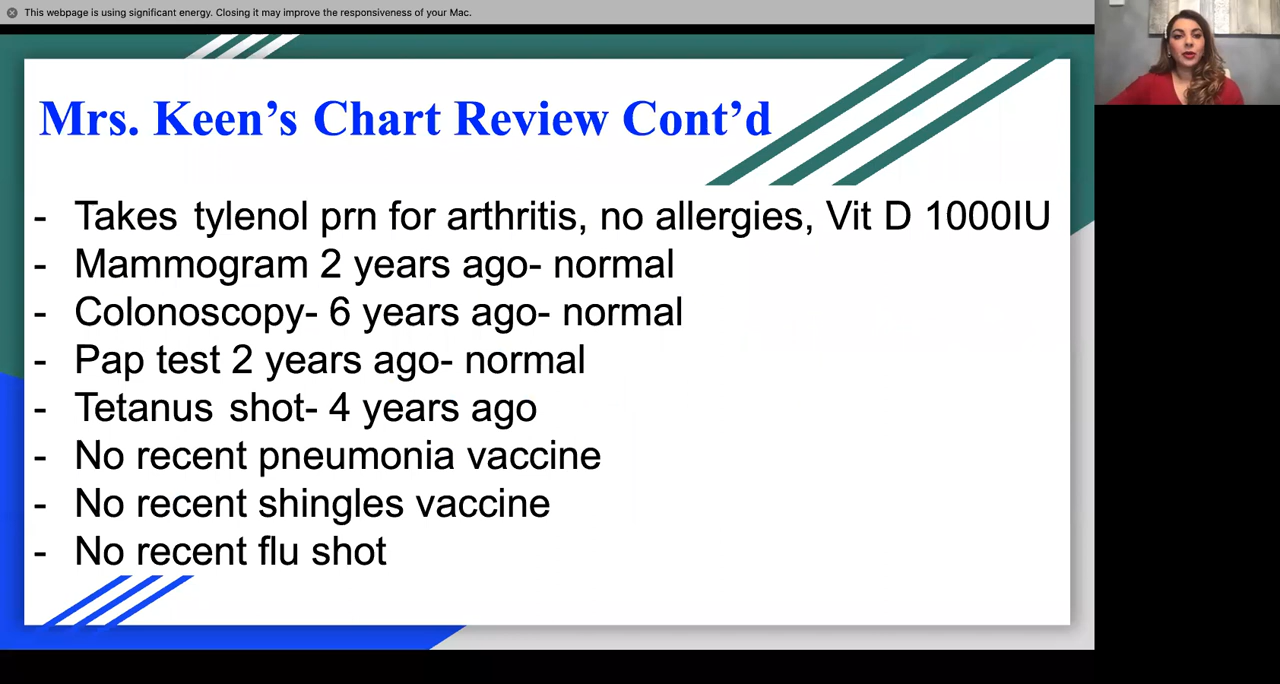 This webpage is using significant energy. Closing it may improve the responsiveness of your Mac.
Mrs. Keen’s Chart Review Cont’d
- Takes tylenol prn for arthritis, no allergies, Vit D 1000IU
- Mammogram 2 years ago- normal
- Colonoscopy- 6 years ago- normal
- Pap test 2 years ago- normal
- Tetanus shot- 4 years ago
- No recent pneumonia vaccine
- No recent shingles vaccine
- No recent flu shot